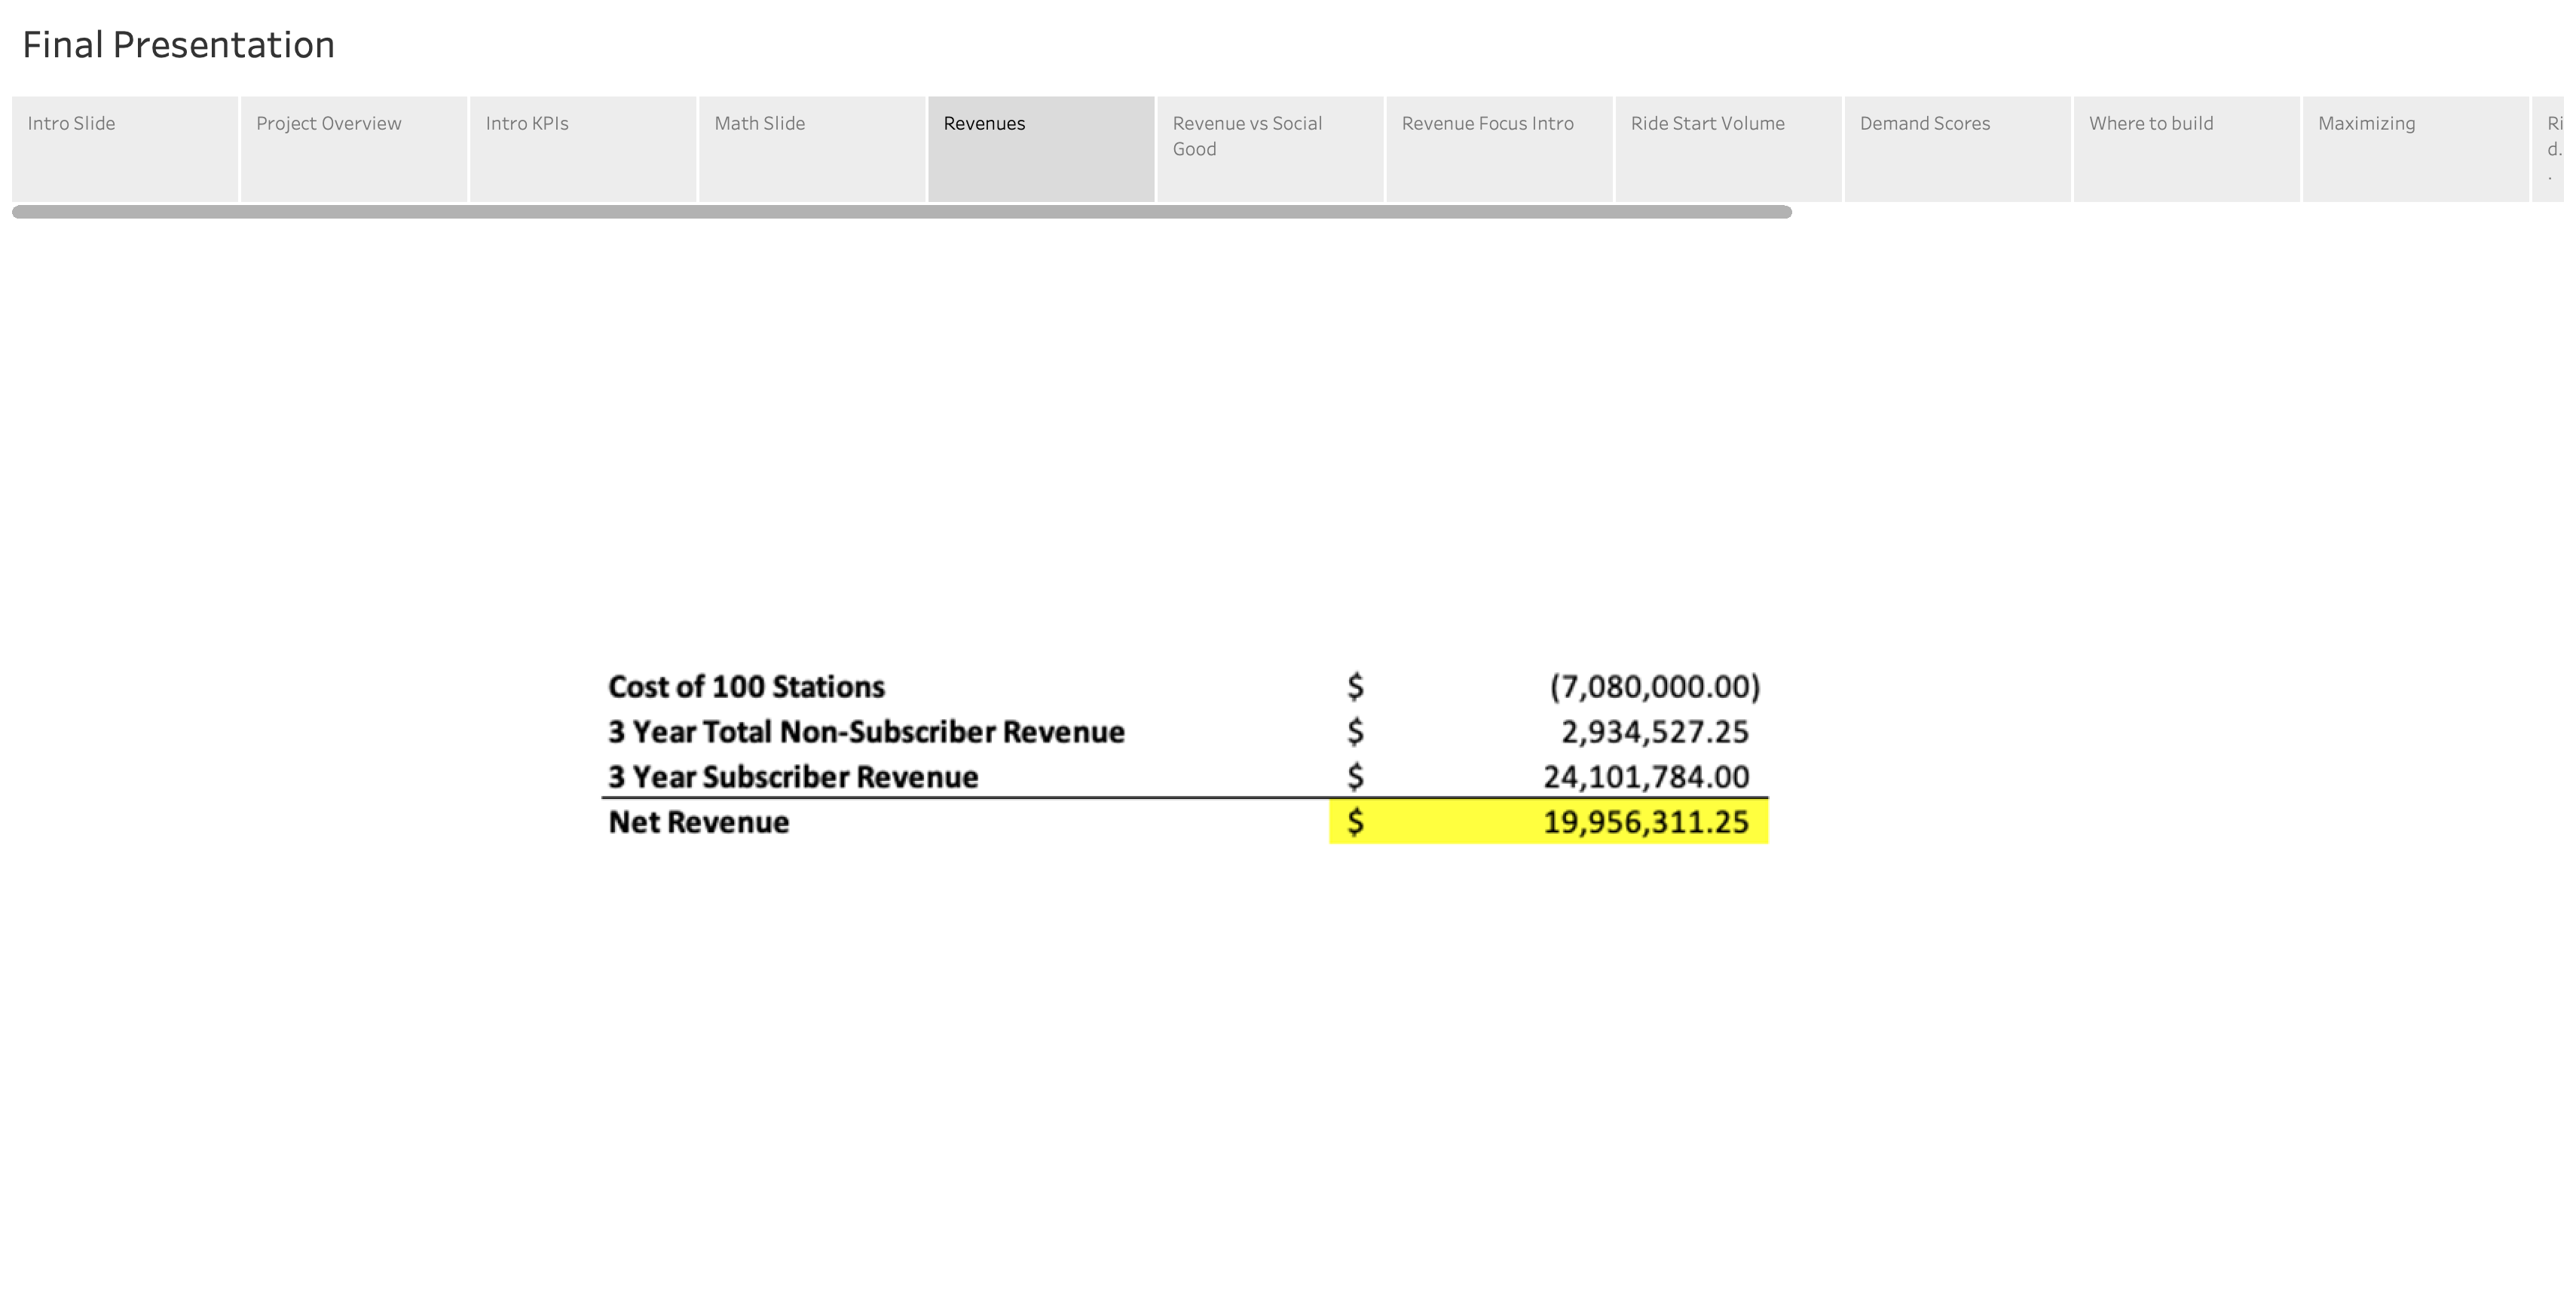 Final Presentation
Intro Slide
Project Overview
Intro KPIs
Math Slide
Revenues
Revenue vs Social
Good
Revenue Focus Intro
Ride Start Volume
Demand Scores
Where to build
Maximizing
Ri
d.
.
Cost of 100 Stations $ (7,080,000.00)
3 Year Total Non-Subscriber Revenue $ 2,934,527.25
3 Year Subscriber Revenue $ 24,101,784.00
Net Revenue $ 19,956,311.25